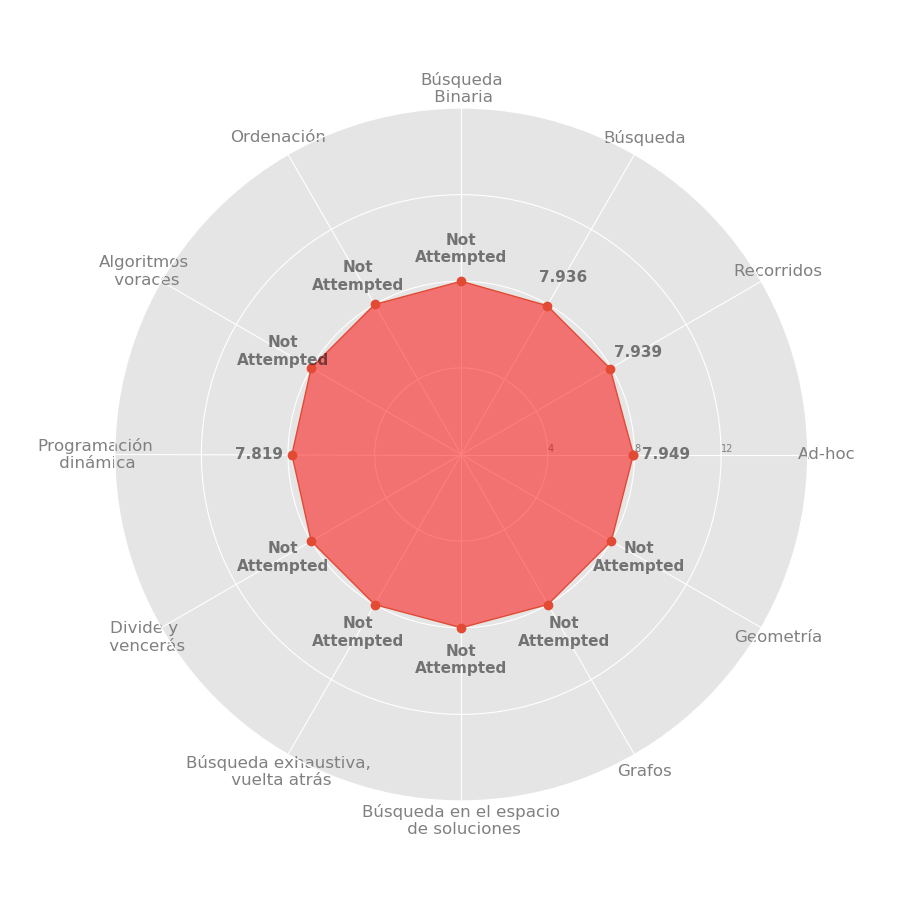 Búsqueda
Binaria
Ordenación
Búsqueda
Not
Attempted
Not
Attempted
7.936
Algoritmos
voraces
Recorridos
Not
Attempted
7.939
Programación
dinámica
7.819
4
8
7.949
12
Ad-hoc
Not
Attempted
Not
Attempted
Divide y
vencerás
Not
Attempted
Not
Attempted
Not
Attempted
Geometría
Búsqueda exhaustiva,
vuelta atrás
Grafos
Búsqueda en el espacio
de soluciones